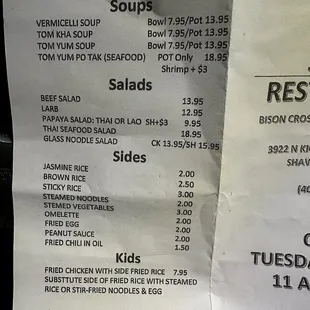 Soups
VERMICELLI SOUP Bowl 7.95/Pot 13.95
TOM KHA SOUP Bowl 7.95/Pot 13.95
TOM YUM SOUP Bowl 7.95/Pot 13.95
TOM YUM PO TAK (SEAFOOD) POT Only 18.95
Shrimp + $3
Salads
BEEF SALAD 13.95
LARB 12.95
PAPAYA SALAD: THAI OR LAO SH+$3 9.95
THAI SEAFOOD SALAD 18.95
GLASS NOODLE SALAD CK 13.95/SH 15.95
Sides
JASMINE RICE 2.00
BROWN RICE 2.50
STICKY RICE 3.00
STEAMED NOODLES 2.00
STEMED VEGETABLES 3.00
OMELETTE 2.00
FRIED EGG 2.00
PEANUT SAUCE 2.00
FRIED CHILI IN OIL 1.50
Kids
FRIED CHICKEN WITH SIDE FRIED RICE 7.95
SUBSTTUTE SIDE OF FRIED RICE WITH STEAMED
RICE OR STIR-FRIED NOODLES & EGG
REST
BISON CROS
3922 N KI
SHAW
(40
TUESDA
11 A